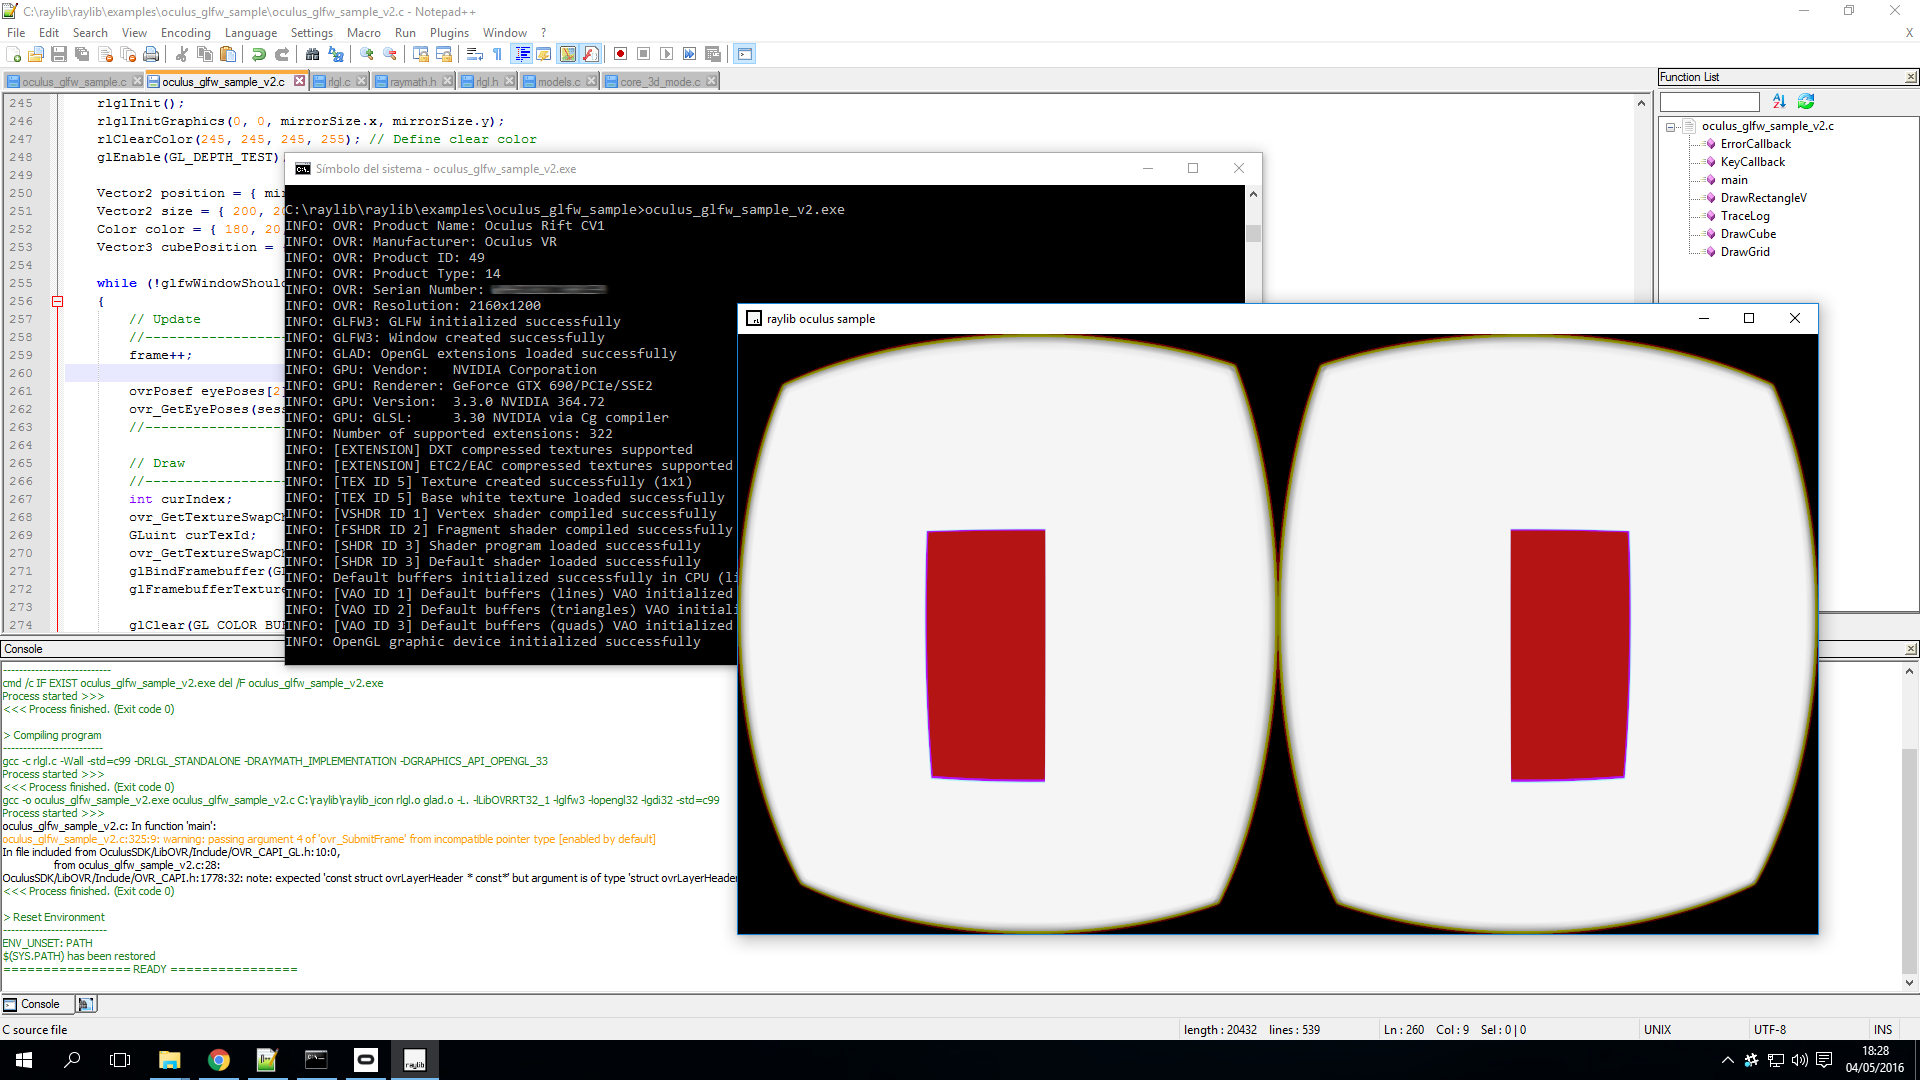 C:\raylib\raylib\examples\oculus_glfw_sample\oculus_glfw_sample_v2.c - Notepad++
File Edit Search View Encoding Language Settings Macro Run Plugins Window ? X
oculus_glfw_sample.c oculus_glfw_sample_v2.c rlgl.c raymath.h rlgl.h models.c core_3d_mode.c
245 rlglInit();
246 rlglInitGraphics(0, 0, mirrorSize.x, mirrorSize.y);
247 rlClearColor(245, 245, 245, 255); // Define clear color
248 glEnable(GL_DEPTH_TEST)
249
250 Vector2 position = { mi
251 Vector2 size = { 200, 20
252 Color color = { 180, 20,
253 Vector3 cubePosition =
254
255 while (!glfwWindowShoul
256 {
257 // Update
258 //------------------
259 frame++;
260
261 ovrPosef eyePoses[2]
262 ovr_GetEyePoses(sess
263 //------------------
264
265 // Draw
266 //------------------
267 int curIndex;
268 ovr_GetTextureSwapCh
269 GLuint curTexId;
270 ovr_GetTextureSwapCh
271 glBindFramebuffer(GL
272 glFramebufferTexture
273
274 glClear(GL_COLOR_BUF
Function List
oculus_glfw_sample_v2.c
ErrorCallback
KeyCallback
main
DrawRectangleV
TraceLog
DrawCube
DrawGrid
Símbolo del sistema - oculus_glfw_sample_v2.exe
C:\raylib\raylib\examples\oculus_glfw_sample>oculus_glfw_sample_v2.exe
INFO: OVR: Product Name: Oculus Rift CV1
INFO: OVR: Manufacturer: Oculus VR
INFO: OVR: Product ID: 49
INFO: OVR: Product Type: 14
INFO: OVR: Serian Number:
INFO: OVR: Resolution: 2160x1200
INFO: GLFW3: GLFW initialized successfully
INFO: GLFW3: Window created successfully
INFO: GLAD: OpenGL extensions loaded successfully
INFO: GPU: Vendor:   NVIDIA Corporation
INFO: GPU: Renderer: GeForce GTX 690/PCIe/SSE2
INFO: GPU: Version:  3.3.0 NVIDIA 364.72
INFO: GPU: GLSL:     3.30 NVIDIA via Cg compiler
INFO: Number of supported extensions: 322
INFO: [EXTENSION] DXT compressed textures supported
INFO: [EXTENSION] ETC2/EAC compressed textures supported
INFO: [TEX ID 5] Texture created successfully (1x1)
INFO: [TEX ID 5] Base white texture loaded successfully
INFO: [VSHDR ID 1] Vertex shader compiled successfully
INFO: [FSHDR ID 2] Fragment shader compiled successfully
INFO: [SHDR ID 3] Shader program loaded successfully
INFO: [SHDR ID 3] Default shader loaded successfully
INFO: Default buffers initialized successfully in CPU (li
INFO: [VAO ID 1] Default buffers (lines) VAO initialized
INFO: [VAO ID 2] Default buffers (triangles) VAO initiali
INFO: [VAO ID 3] Default buffers (quads) VAO initialized
INFO: OpenGL graphic device initialized successfully
raylib oculus sample
Console
---------------------------
cmd /c IF EXIST oculus_glfw_sample_v2.exe del /F oculus_glfw_sample_v2.exe
Process started >>>
<<< Process finished. (Exit code 0)
> Compiling program
-------------------------
gcc -c rlgl.c -Wall -std=c99 -DRLGL_STANDALONE -DRAYMATH_IMPLEMENTATION -DGRAPHICS_API_OPENGL_33
Process started >>>
<<< Process finished. (Exit code 0)
gcc -o oculus_glfw_sample_v2.exe oculus_glfw_sample_v2.c C:\raylib\raylib_icon rlgl.o glad.o -L. -lLibOVRRT32_1 -lglfw3 -lopengl32 -lgdi32 -std=c99
Process started >>>
oculus_glfw_sample_v2.c: In function 'main':
oculus_glfw_sample_v2.c:325:9: warning: passing argument 4 of 'ovr_SubmitFrame' from incompatible pointer type [enabled by default]
In file included from OculusSDK/LibOVR/Include/OVR_CAPI_GL.h:10:0,
from oculus_glfw_sample_v2.c:28:
OculusSDK/LibOVR/Include/OVR_CAPI.h:1778:32: note: expected 'const struct ovrLayerHeader * const*' but argument is of type 'struct ovrLayerHeader
<<< Process finished. (Exit code 0)
> Reset Environment
--------------------------
ENV_UNSET: PATH
$(SYS.PATH) has been restored
================ READY ================
Console
C source file length : 20432 lines : 539 Ln : 260 Col : 9 Sel : 0 | 0 UNIX UTF-8 INS
raylib
18:28
04/05/2016